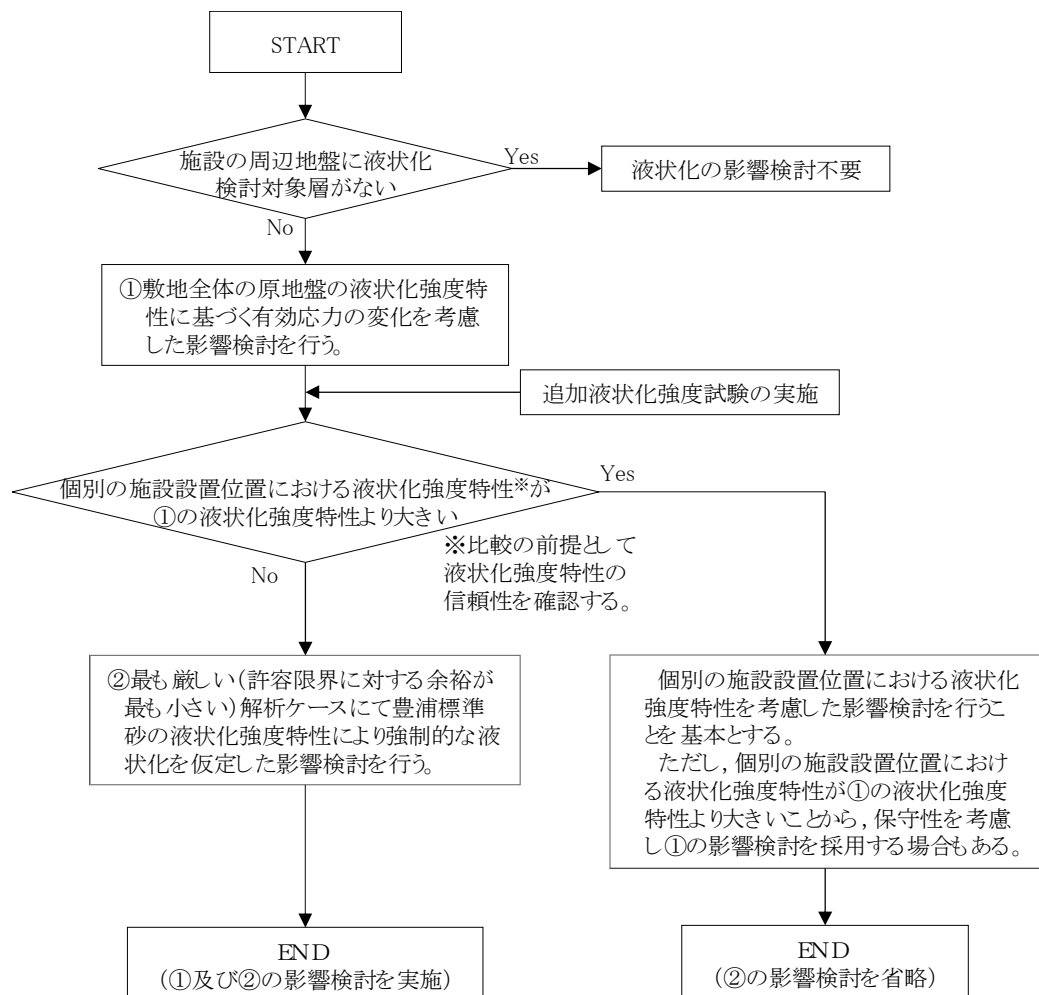 START
施設の周辺地盤に液状化
検討対象層がない
Yes
液状化の影響検討不要
No
①敷地全体の原地盤の液状化強度特
性に基づく有効応力の変化を考慮
した影響検討を行う。
追加液状化強度試験の実施
個別の施設設置位置における液状化強度特性※が
①の液状化強度特性より大きい
Yes
※比較の前提として
液状化強度特性の
信頼性を確認する。
No
②最も厳しい(許容限界に対する余裕が
最も小さい)解析ケースにて豊浦標準
砂の液状化強度特性により強制的な液
状化を仮定した影響検討を行う。
個別の施設設置位置における液状化
強度特性を考慮した影響検討を行うこ
とを基本とする。
ただし,個別の施設設置位置におけ
る液状化強度特性が①の液状化強度
特性より大きいことから,保守性を考慮
し①の影響検討を採用する場合もある。
END
(①及び②の影響検討を実施)
END
(②の影響検討を省略)